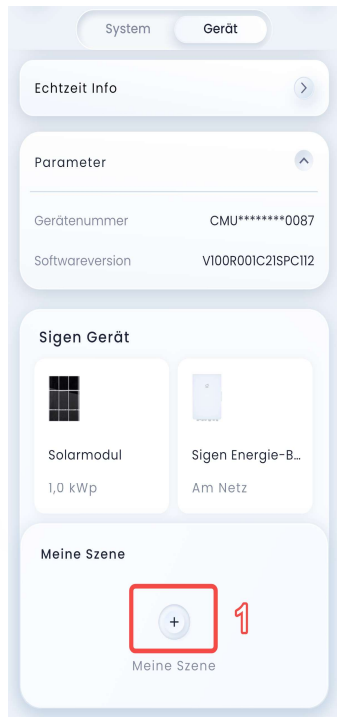 System Gerät
Echtzeit Info
Parameter
Gerätenummer CMU********0087
Softwareversion V100R001C21SPC112
Sigen Gerät
Solarmodul Sigen Energie-B...
1,0 kWp Am Netz
Meine Szene
+ 1
Meine Szene